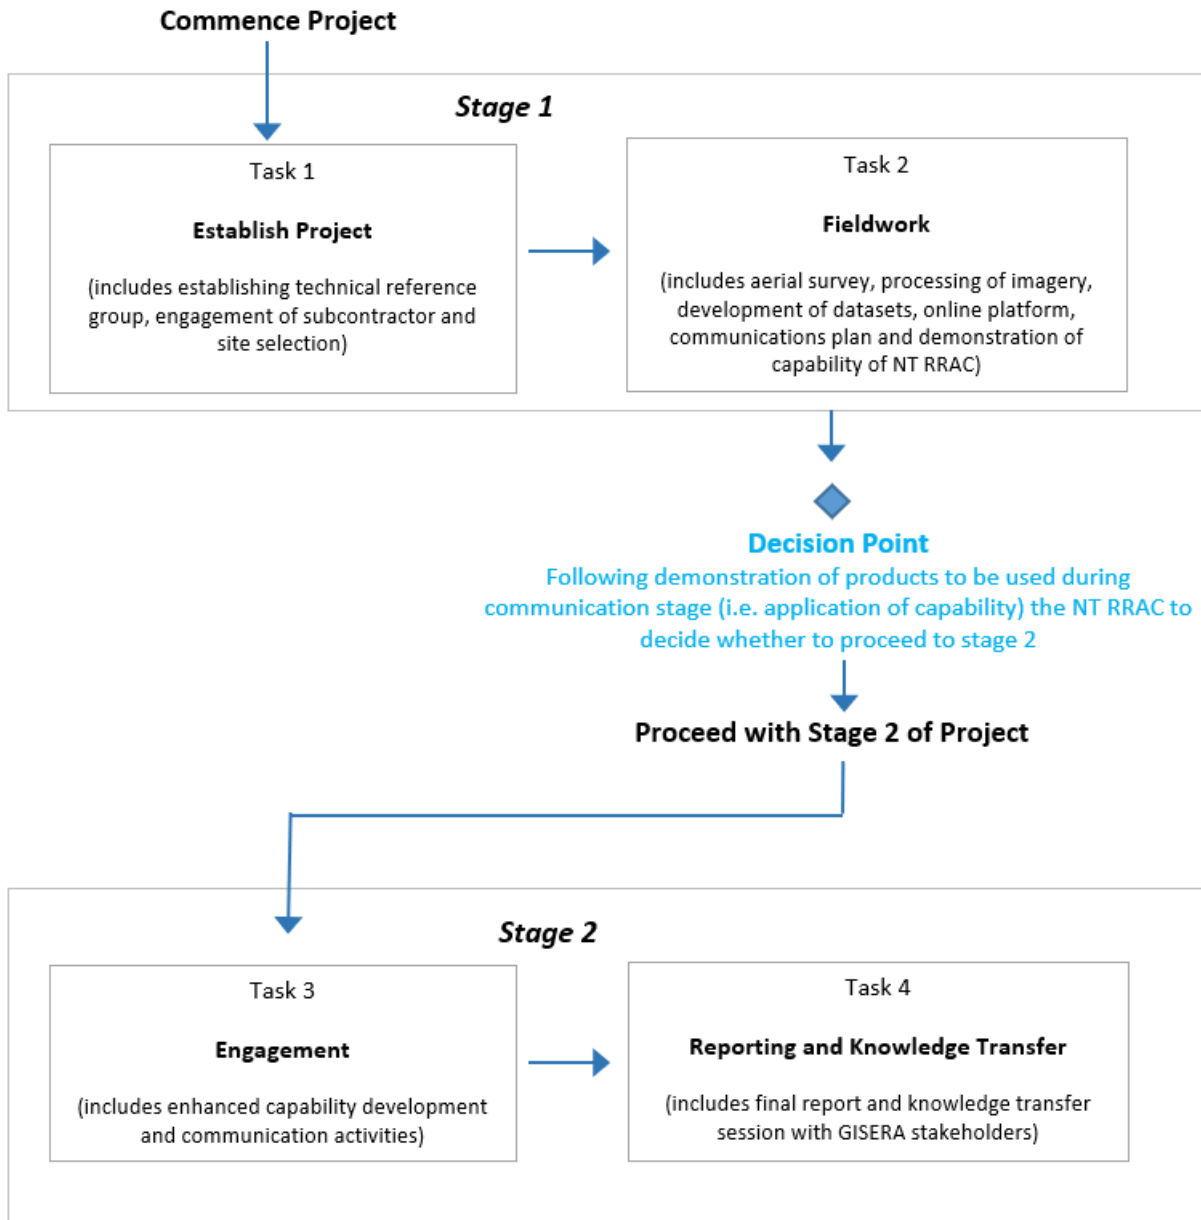 Commence Project
Stage 1
Task 1
Establish Project
(includes establishing technical reference
group, engagement of subcontractor and
site selection)
Task 2
Fieldwork
(includes aerial survey, processing of imagery,
development of datasets, online platform,
communications plan and demonstration of
capability of NT RRAC)
Decision Point
Following demonstration of products to be used during
communication stage (i.e. application of capability) the NT RRAC to
decide whether to proceed to stage 2
Proceed with Stage 2 of Project
Stage 2
Task 3
Engagement
(includes enhanced capability development
and communication activities)
Task 4
Reporting and Knowledge Transfer
(includes final report and knowledge transfer
session with GISERA stakeholders)